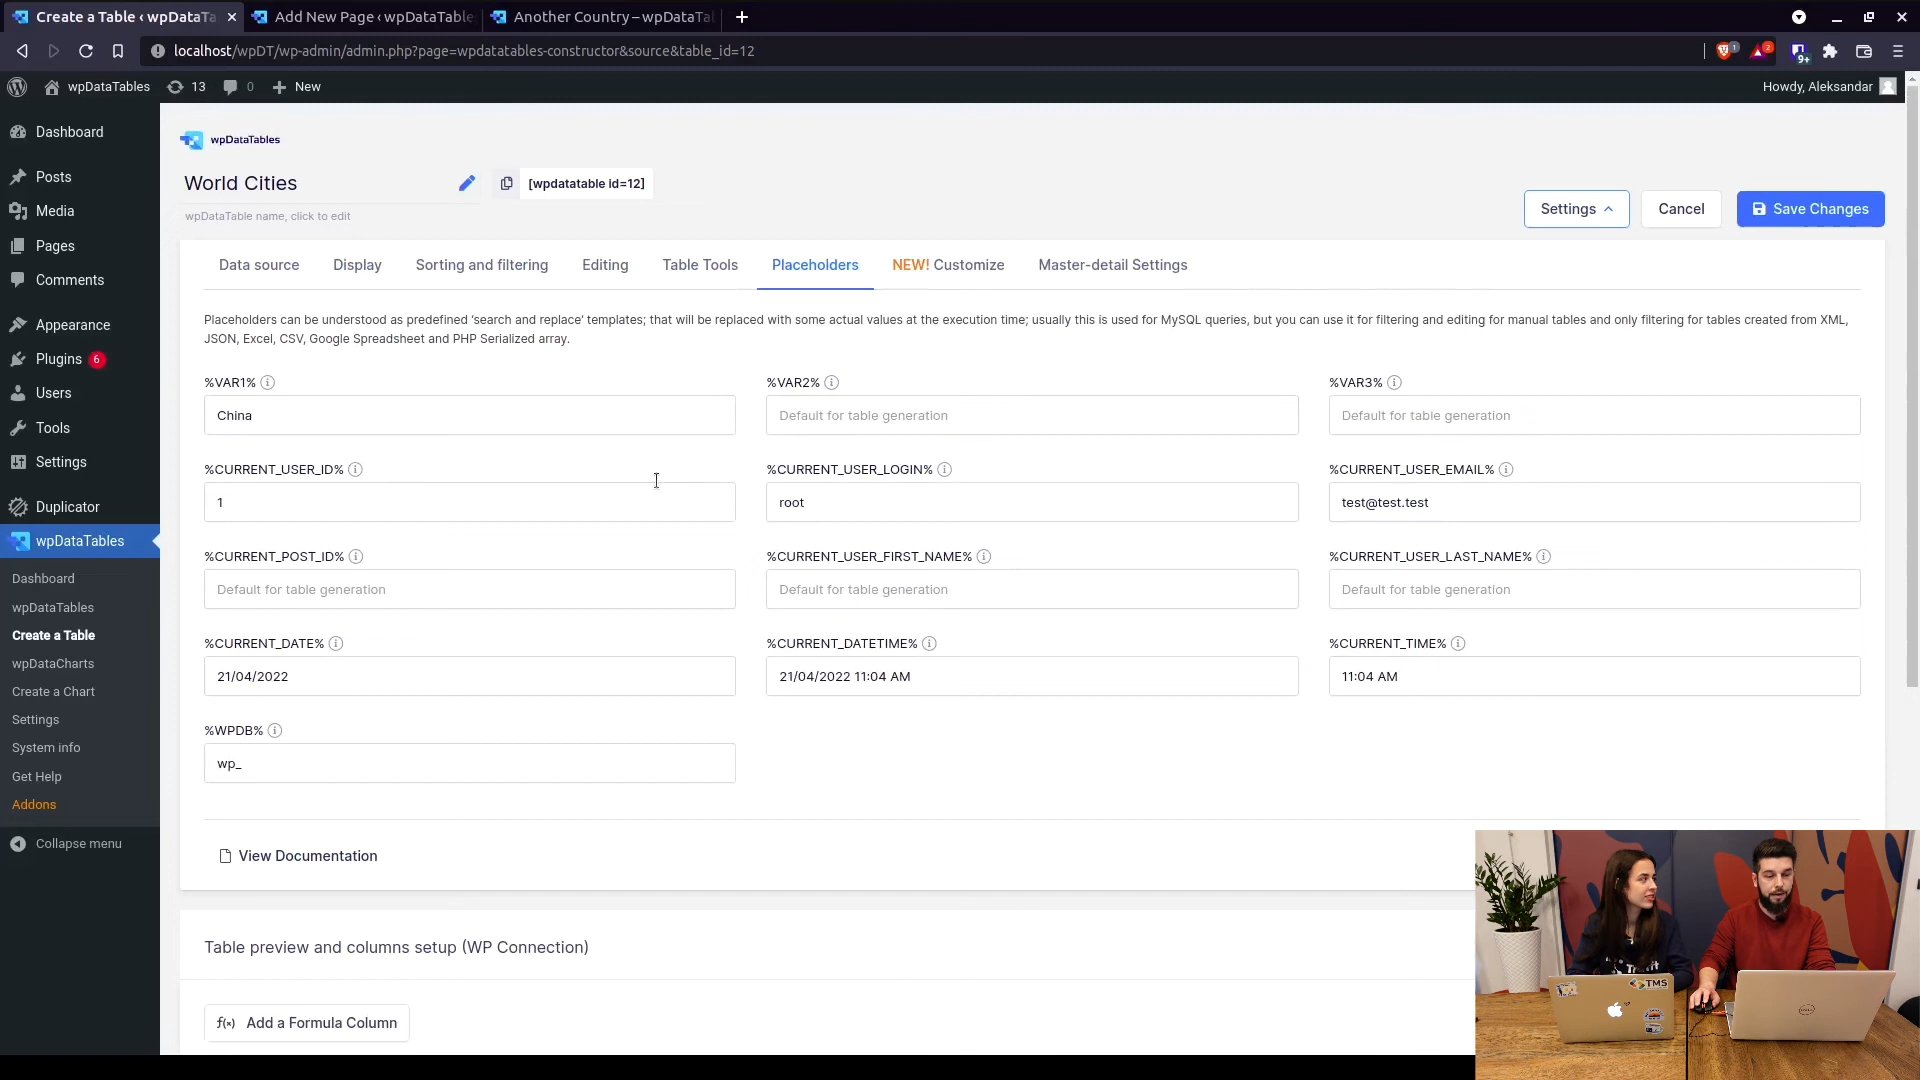 Create a Table ‹ wpDataTa
Add New Page ‹ wpDataTable
Another Country – wpDataTal
localhost/wpDT/wp-admin/admin.php?page=wpdatatables-constructor&source&table_id=12
1
2
9+
wpDataTables
13
0
New
Howdy, Aleksandar
Dashboard
Posts
Media
Pages
Comments
Appearance
Plugins 6
Users
Tools
Settings
Duplicator
wpDataTables
Dashboard
wpDataTables
Create a Table
wpDataCharts
Create a Chart
Settings
System info
Get Help
Addons
Collapse menu
wpDataTables
World Cities
[wpdatatable id=12]
wpDataTable name, click to edit
Settings
Cancel
Save Changes
Data source
Display
Sorting and filtering
Editing
Table Tools
Placeholders
NEW! Customize
Master-detail Settings
Placeholders can be understood as predefined ‘search and replace’ templates; that will be replaced with some actual values at the execution time; usually this is used for MySQL queries, but you can use it for filtering and editing for manual tables and only filtering for tables created from XML,
JSON, Excel, CSV, Google Spreadsheet and PHP Serialized array.
%VAR1%
%VAR2%
%VAR3%
China
Default for table generation
Default for table generation
%CURRENT_USER_ID%
%CURRENT_USER_LOGIN%
%CURRENT_USER_EMAIL%
1
root
test@test.test
%CURRENT_POST_ID%
%CURRENT_USER_FIRST_NAME%
%CURRENT_USER_LAST_NAME%
Default for table generation
Default for table generation
Default for table generation
%CURRENT_DATE%
%CURRENT_DATETIME%
%CURRENT_TIME%
21/04/2022
21/04/2022 11:04 AM
11:04 AM
%WPDB%
wp_
View Documentation
Table preview and columns setup (WP Connection)
f(x) Add a Formula Column
TMS
DELL